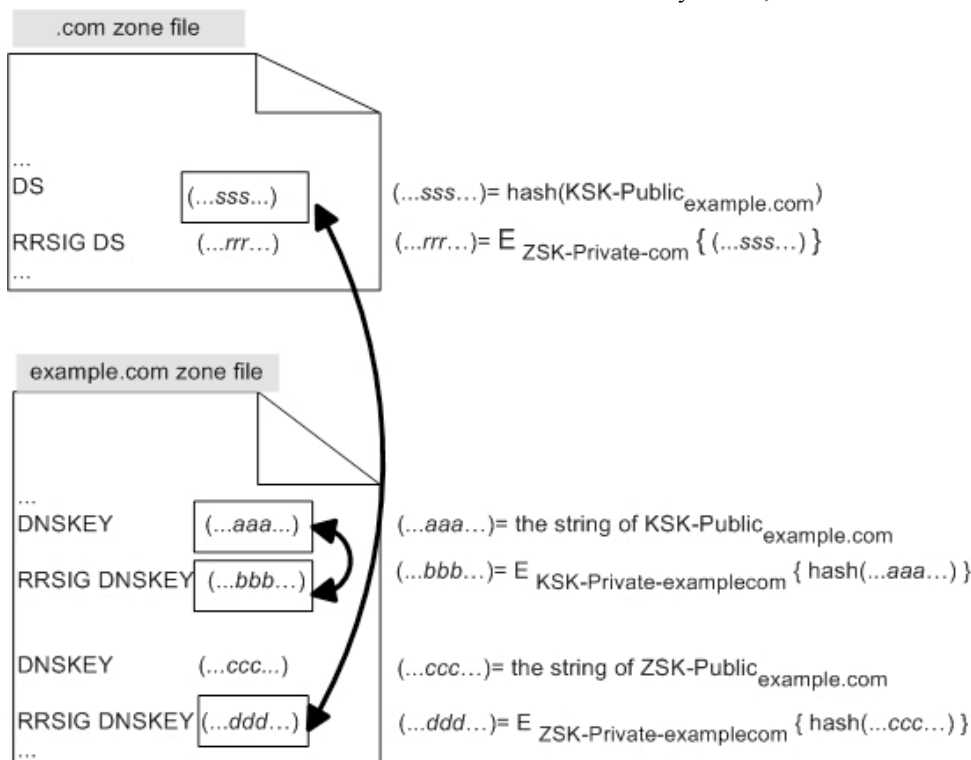 .com zone file
...
DS (...sss...) (...sss...)= hash(KSK-Public example.com)
RRSIG DS (...rrr...) (...rrr...)= E ZSK-Private-com { (...sss...) }
...
example.com zone file
...
DNSKEY (...aaa...) (...aaa...)= the string of KSK-Public example.com
RRSIG DNSKEY (...bbb...) (...bbb...)= E KSK-Private-examplecom { hash(...aaa...) }
DNSKEY (...ccc...) (...ccc...)= the string of ZSK-Public example.com
RRSIG DNSKEY (...ddd...) (...ddd...)= E ZSK-Private-examplecom { hash(...ccc...) }
...